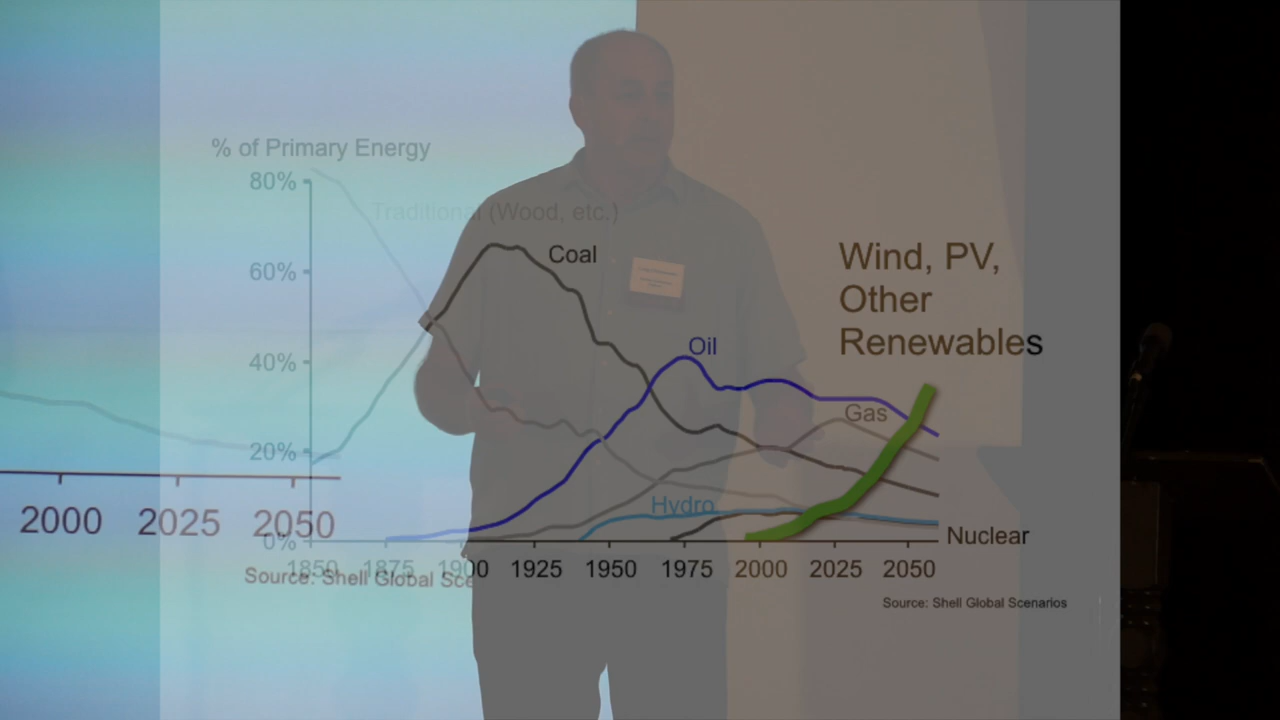 % of Primary Energy
80%
Traditional (Wood, etc.)
Coal
Wind, PV,
Other
Renewables
60%
Oil
40%
Gas
20%
Hydro
0%
Nuclear
1850 1875 1900 1925 1950 1975 2000 2025 2050
Source: Shell Global Scenarios
2000 2025 2050
Source: Shell Global Sce